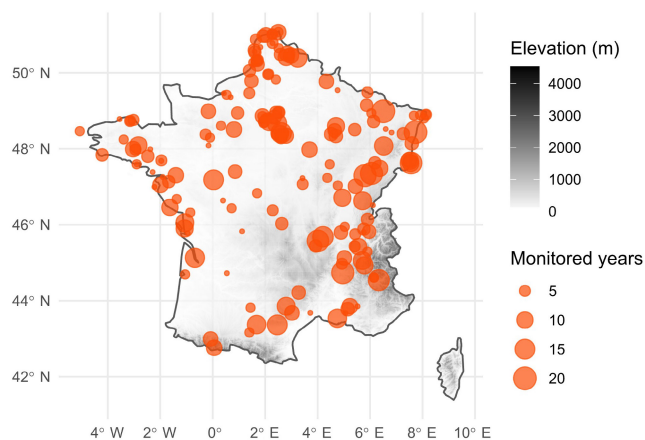 50° N
48° N
46° N
44° N
42° N
4° W 2° W 0° 2° E 4° E 6° E 8° E 10° E
Elevation (m)
4000
3000
2000
1000
0
Monitored years
5
10
15
20